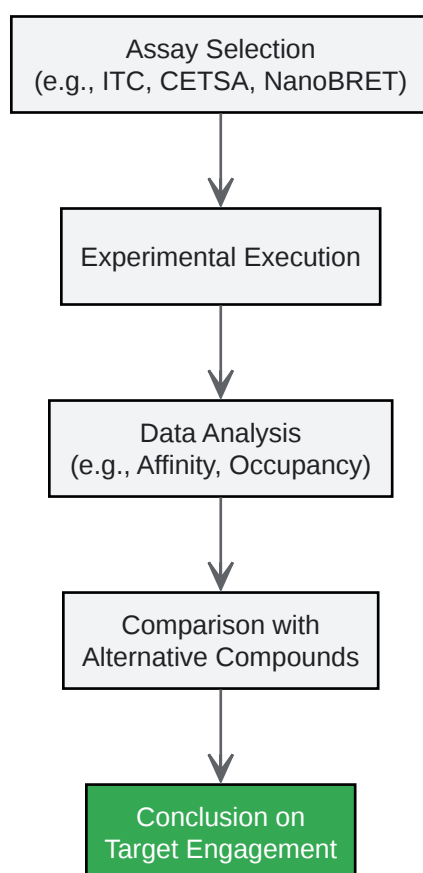 Assay Selection
(e.g., ITC, CETSA, NanoBRET)
Experimental Execution
Data Analysis
(e.g., Affinity, Occupancy)
Comparison with
Alternative Compounds
Conclusion on
Target Engagement